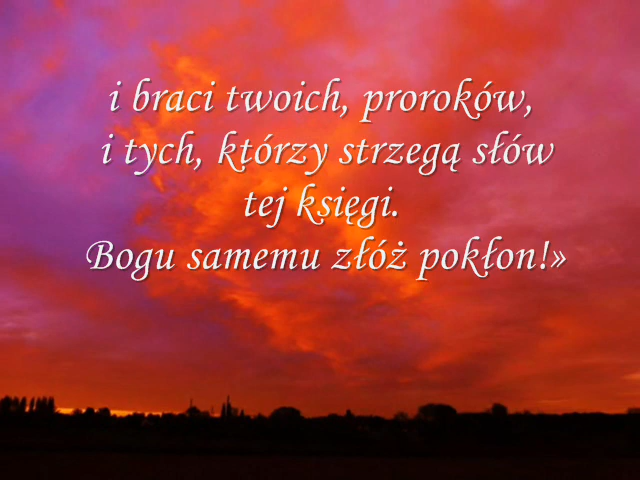 i braci twoich, proroków,
i tych, którzy strzegą słów
tej księgi.
Bogu samemu złóż pokłon!»